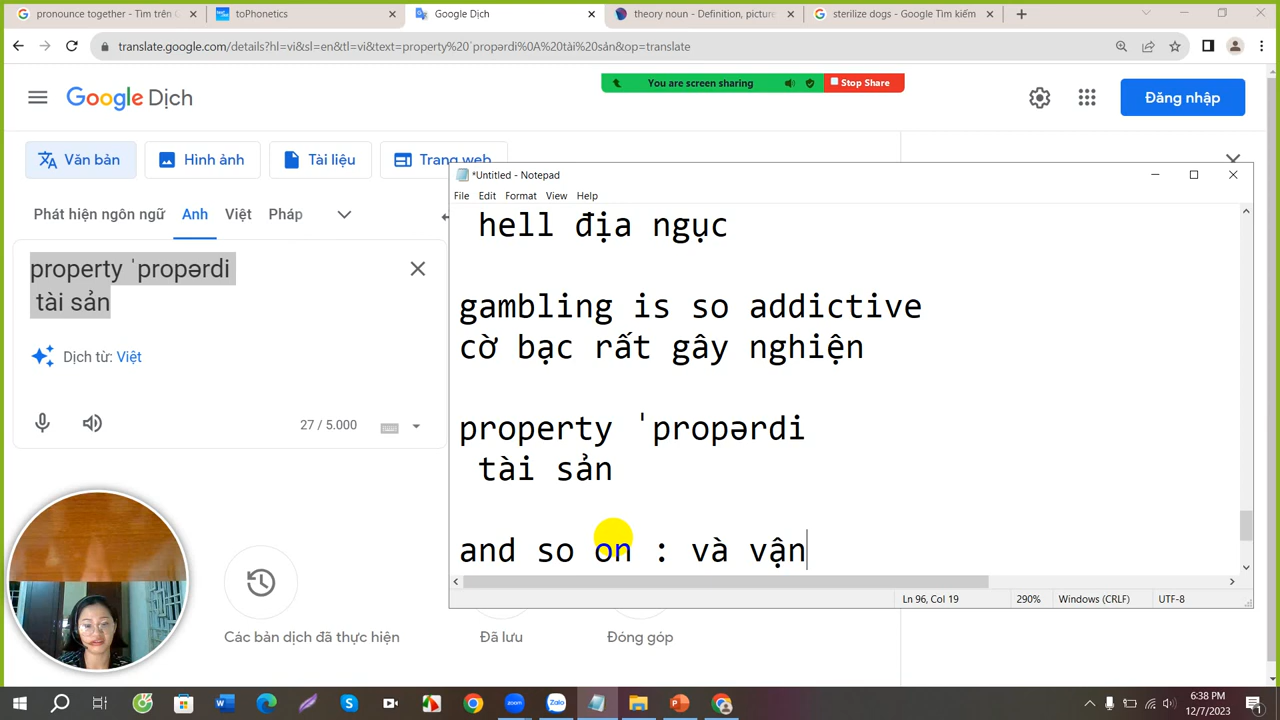 pronounce together - Tìm trên G
toPhonetics
Google Dịch
theory noun - Definition, picture
sterilize dogs - Google Tìm kiếm
translate.google.com/details?hl=vi&sl=en&tl=vi&text=property%20ˈpropərdi%0A%20tài%20sản&op=translate
You are screen sharing
Stop Share
Google Dịch
Đăng nhập
Văn bản
Hình ảnh
Tài liệu
Trang web
Phát hiện ngôn ngữ
Anh
Việt
Pháp
property ˈpropərdi
tài sản
Dịch từ: Việt
27 / 5.000
Các bản dịch đã thực hiện
Đã lưu
Đóng góp
*Untitled - Notepad
File Edit Format View Help
hell địa ngục
gambling is so addictive
cờ bạc rất gây nghiện
property ˈpropərdi
tài sản
and so on : và vận
Ln 96, Col 19
290%
Windows (CRLF)
UTF-8
zoom
Zalo
6:38 PM
12/7/2023